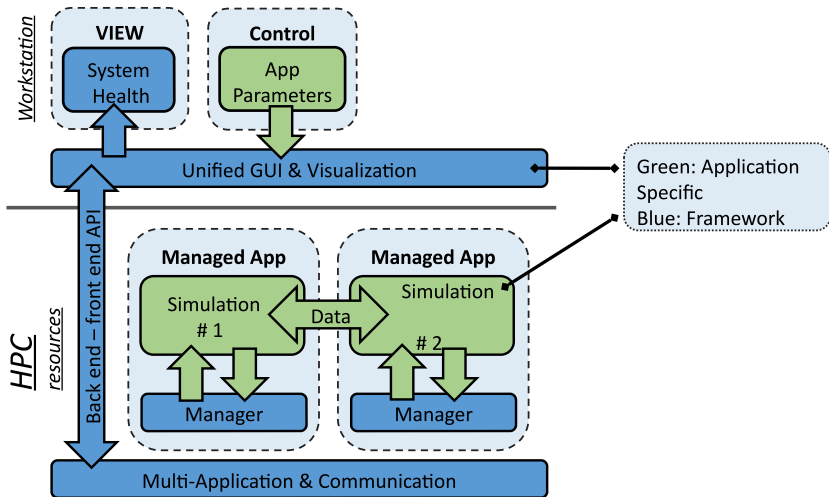 Workstation
VIEW
System
Health
Control
App
Parameters
Unified GUI & Visualization
Green: Application
Specific
Blue: Framework
HPC
resources
Back end – front end API
Managed App
Simulation
# 1
Data
Manager
Managed App
Simulation
# 2
Manager
Multi-Application & Communication